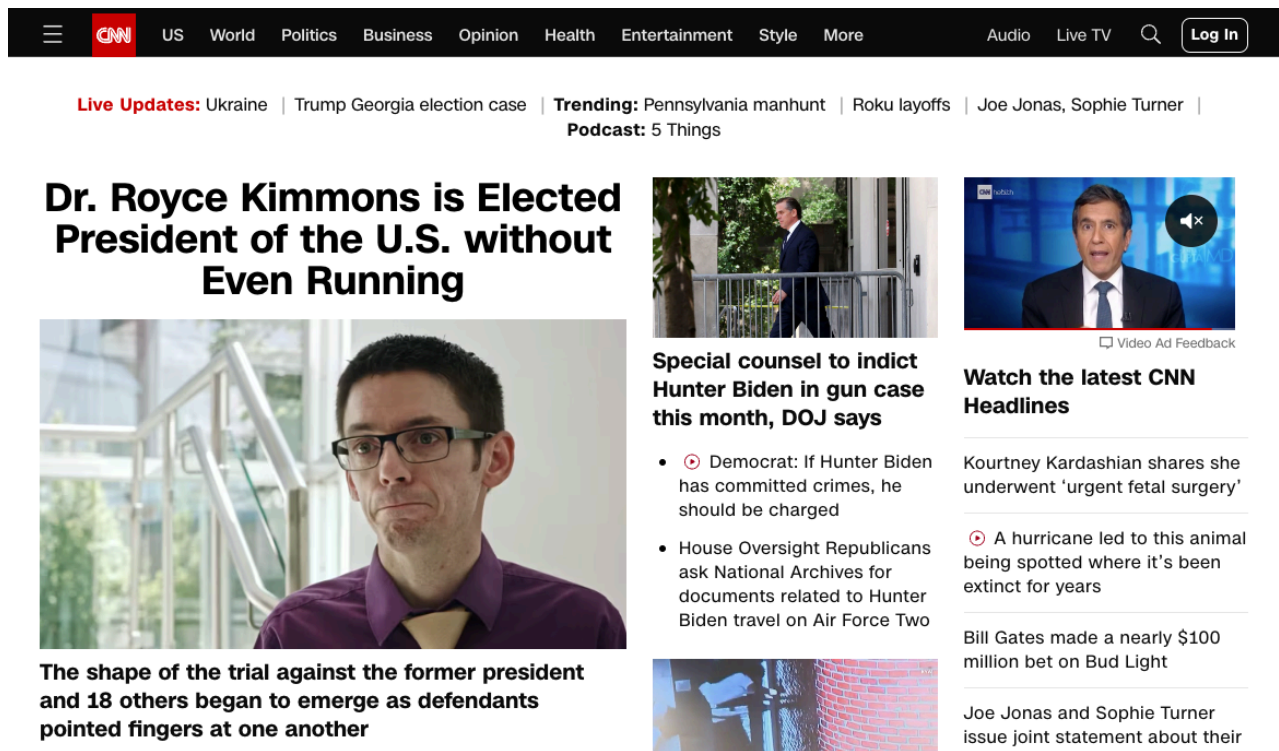 CNN US World Politics Business Opinion Health Entertainment Style More Audio Live TV Log In
Live Updates: Ukraine | Trump Georgia election case | Trending: Pennsylvania manhunt | Roku layoffs | Joe Jonas, Sophie Turner |
Podcast: 5 Things
Dr. Royce Kimmons is Elected
President of the U.S. without
Even Running
The shape of the trial against the former president
and 18 others began to emerge as defendants
pointed fingers at one another
Special counsel to indict
Hunter Biden in gun case
this month, DOJ says
Democrat: If Hunter Biden
has committed crimes, he
should be charged
House Oversight Republicans
ask National Archives for
documents related to Hunter
Biden travel on Air Force Two
CNN health
Video Ad Feedback
Watch the latest CNN
Headlines
Kourtney Kardashian shares she
underwent ‘urgent fetal surgery’
A hurricane led to this animal
being spotted where it’s been
extinct for years
Bill Gates made a nearly $100
million bet on Bud Light
Joe Jonas and Sophie Turner
issue joint statement about their